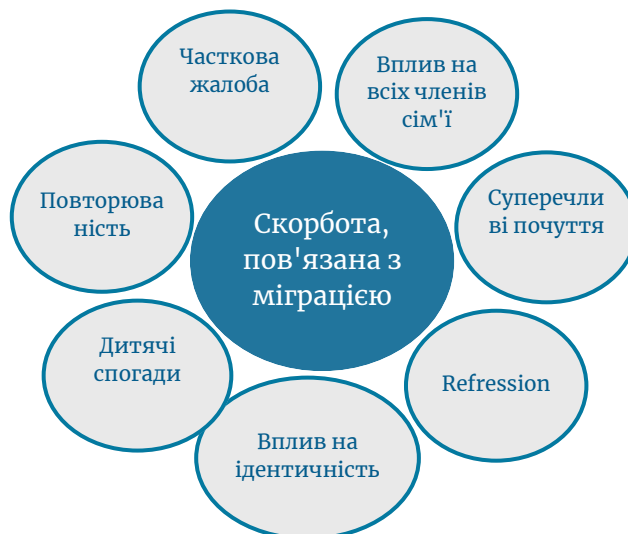 Часткова
жалоба
Вплив на
всіх членів
сім'ї
Повторюва
ність
Суперечли
ві почуття
Скорбота,
пов'язана з
міграцією
Дитячі
спогади
Refression
Вплив на
ідентичність